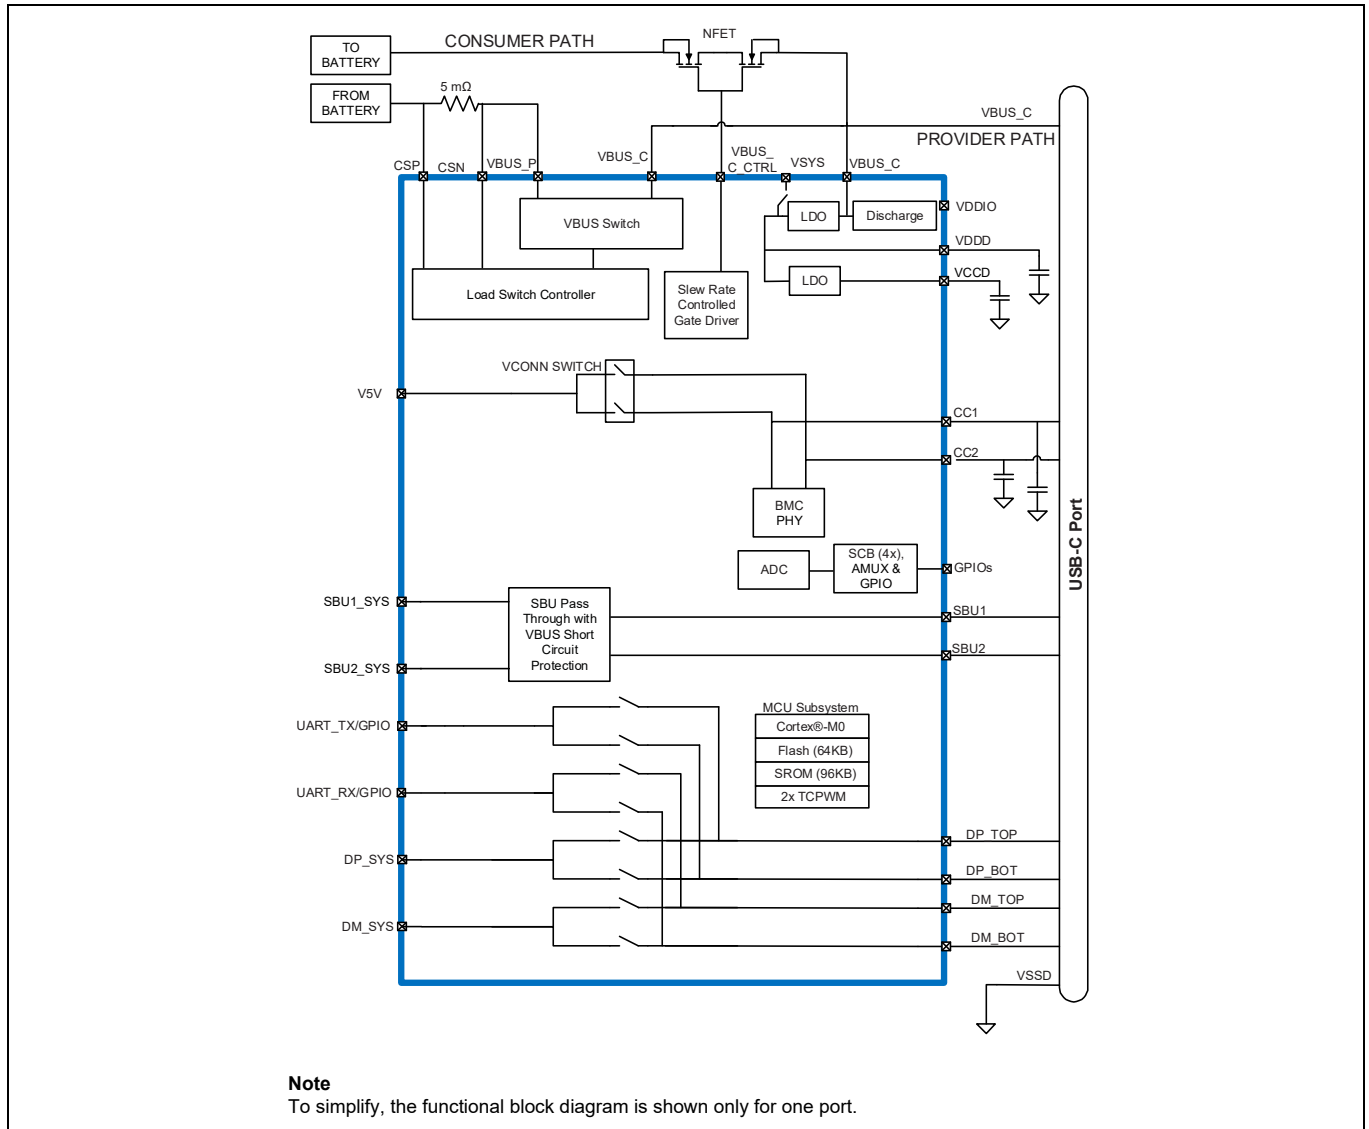 CONSUMER PATH
NFET
TO
BATTERY
FROM
BATTERY
5 mΩ
VBUS_C
PROVIDER PATH
CSP
CSN
VBUS_P
VBUS_C
VBUS_
C_CTRL
VSYS
VBUS_C
VBUS Switch
LDO
Discharge
VDDIO
VDDD
LDO
VCCD
Load Switch Controller
Slew Rate
Controlled
Gate Driver
VCONN SWITCH
V5V
CC1
CC2
BMC
PHY
ADC
SCB (4x),
AMUX &
GPIO
GPIOs
USB-C Port
SBU1_SYS
SBU Pass
Through with
VBUS Short
Circuit
Protection
SBU1
SBU2
SBU2_SYS
UART_TX/GPIO
MCU Subsystem
Cortex®-M0
Flash (64KB)
SROM (96KB)
2x TCPWM
UART_RX/GPIO
DP_TOP
DP_SYS
DP_BOT
DM_TOP
DM_SYS
DM_BOT
VSSD
Note
To simplify, the functional block diagram is shown only for one port.